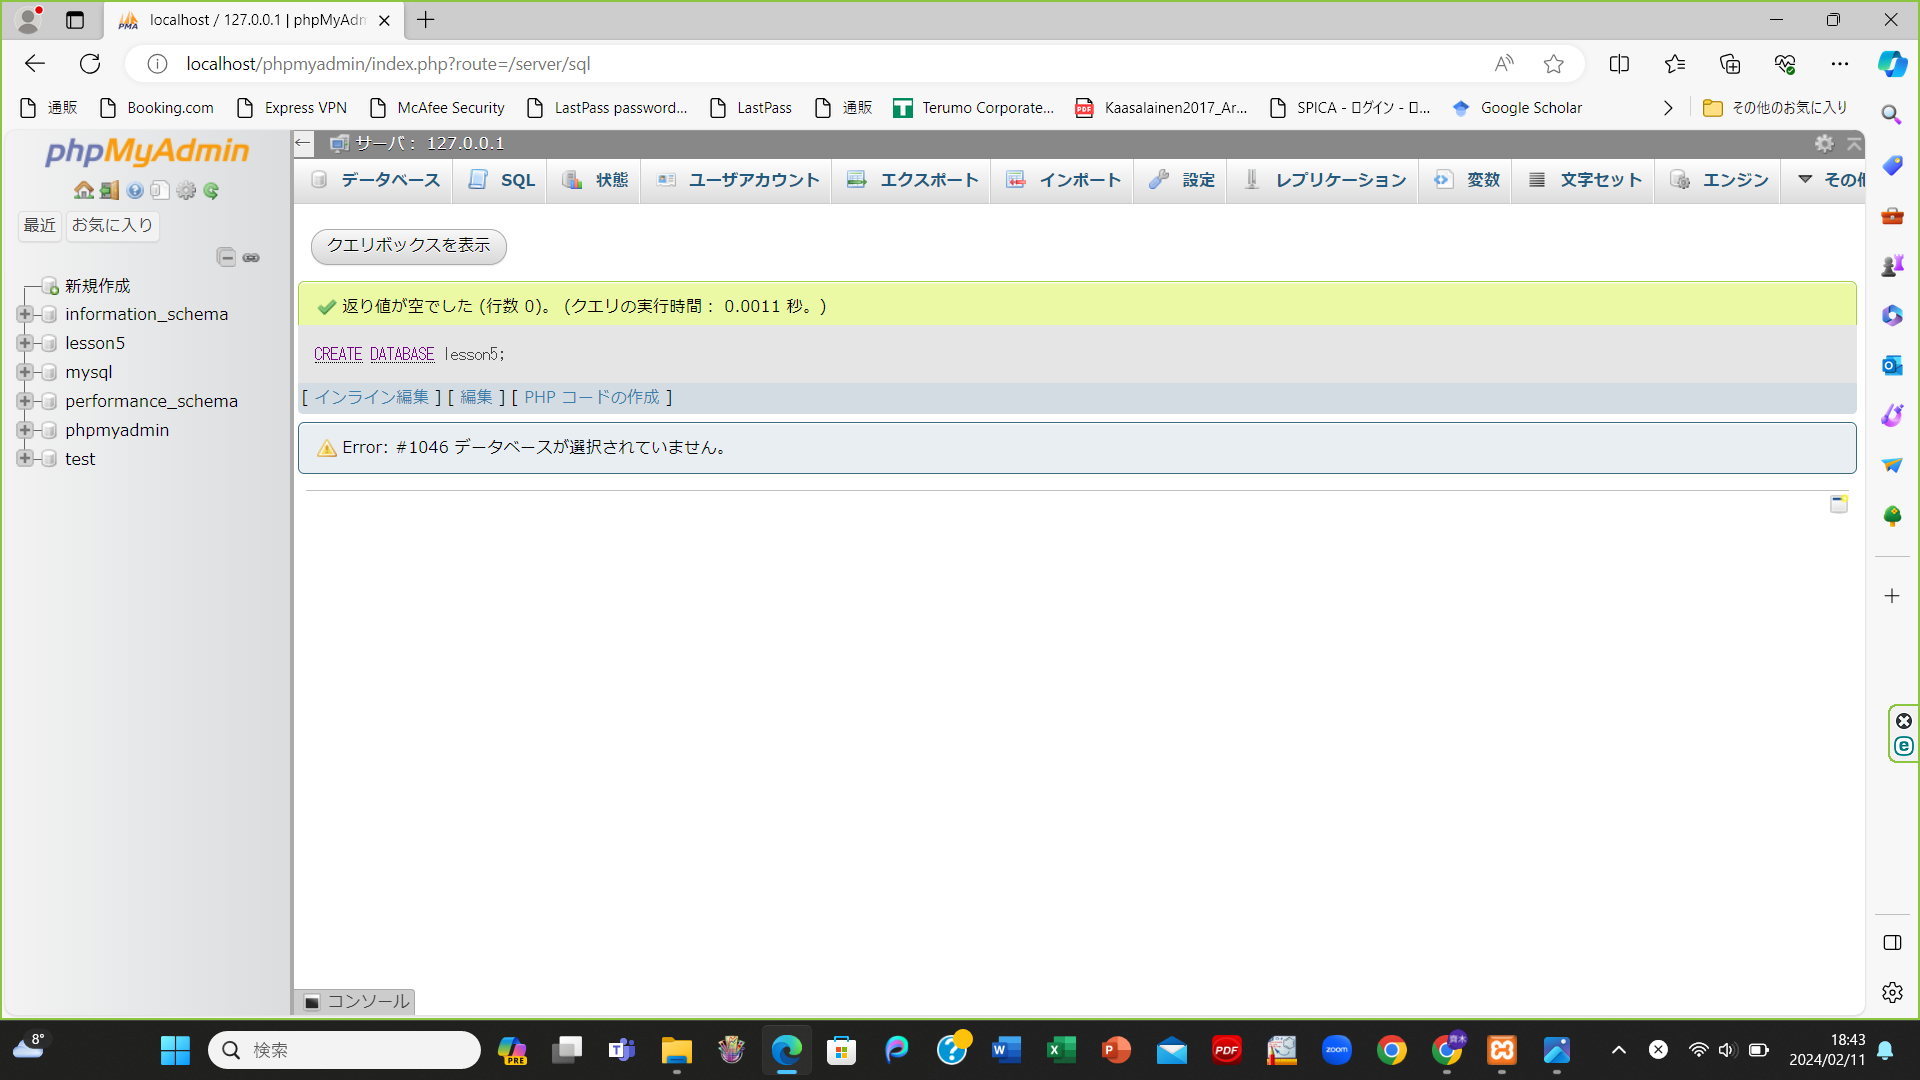 localhost / 127.0.0.1 | phpMyAdm
localhost/phpmyadmin/index.php?route=/server/sql
通販
Booking.com
Express VPN
McAfee Security
LastPass password...
LastPass
通販
Terumo Corporate...
Kaasalainen2017_Ar...
SPICA - ログイン - ロ...
Google Scholar
その他のお気に入り
phpMyAdmin
最近
お気に入り
新規作成
information_schema
lesson5
mysql
performance_schema
phpmyadmin
test
サーバ： 127.0.0.1
データベース
SQL
状態
ユーザアカウント
エクスポート
インポート
設定
レプリケーション
変数
文字セット
エンジン
その他
クエリボックスを表示
返り値が空でした (行数 0)。 (クエリの実行時間： 0.0011 秒。)
CREATE DATABASE lesson5;
[ インライン編集 ] [ 編集 ] [ PHP コードの作成 ]
Error: #1046 データベースが選択されていません。
コンソール
8°
検索
PRE
PDF
zoom
齊木
18:43
2024/02/11